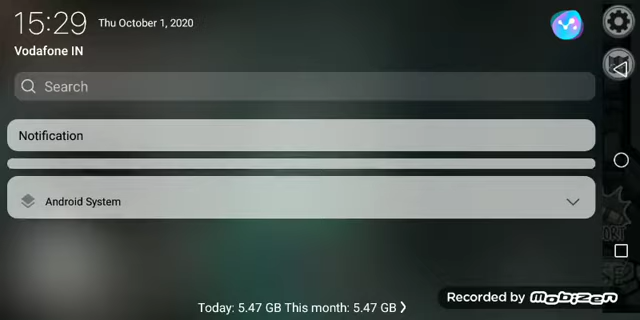 15:29 Thu October 1, 2020
Vodafone IN
Search
Notification
Android System
Today: 5.47 GB This month: 5.47 GB
Recorded by Mobizen